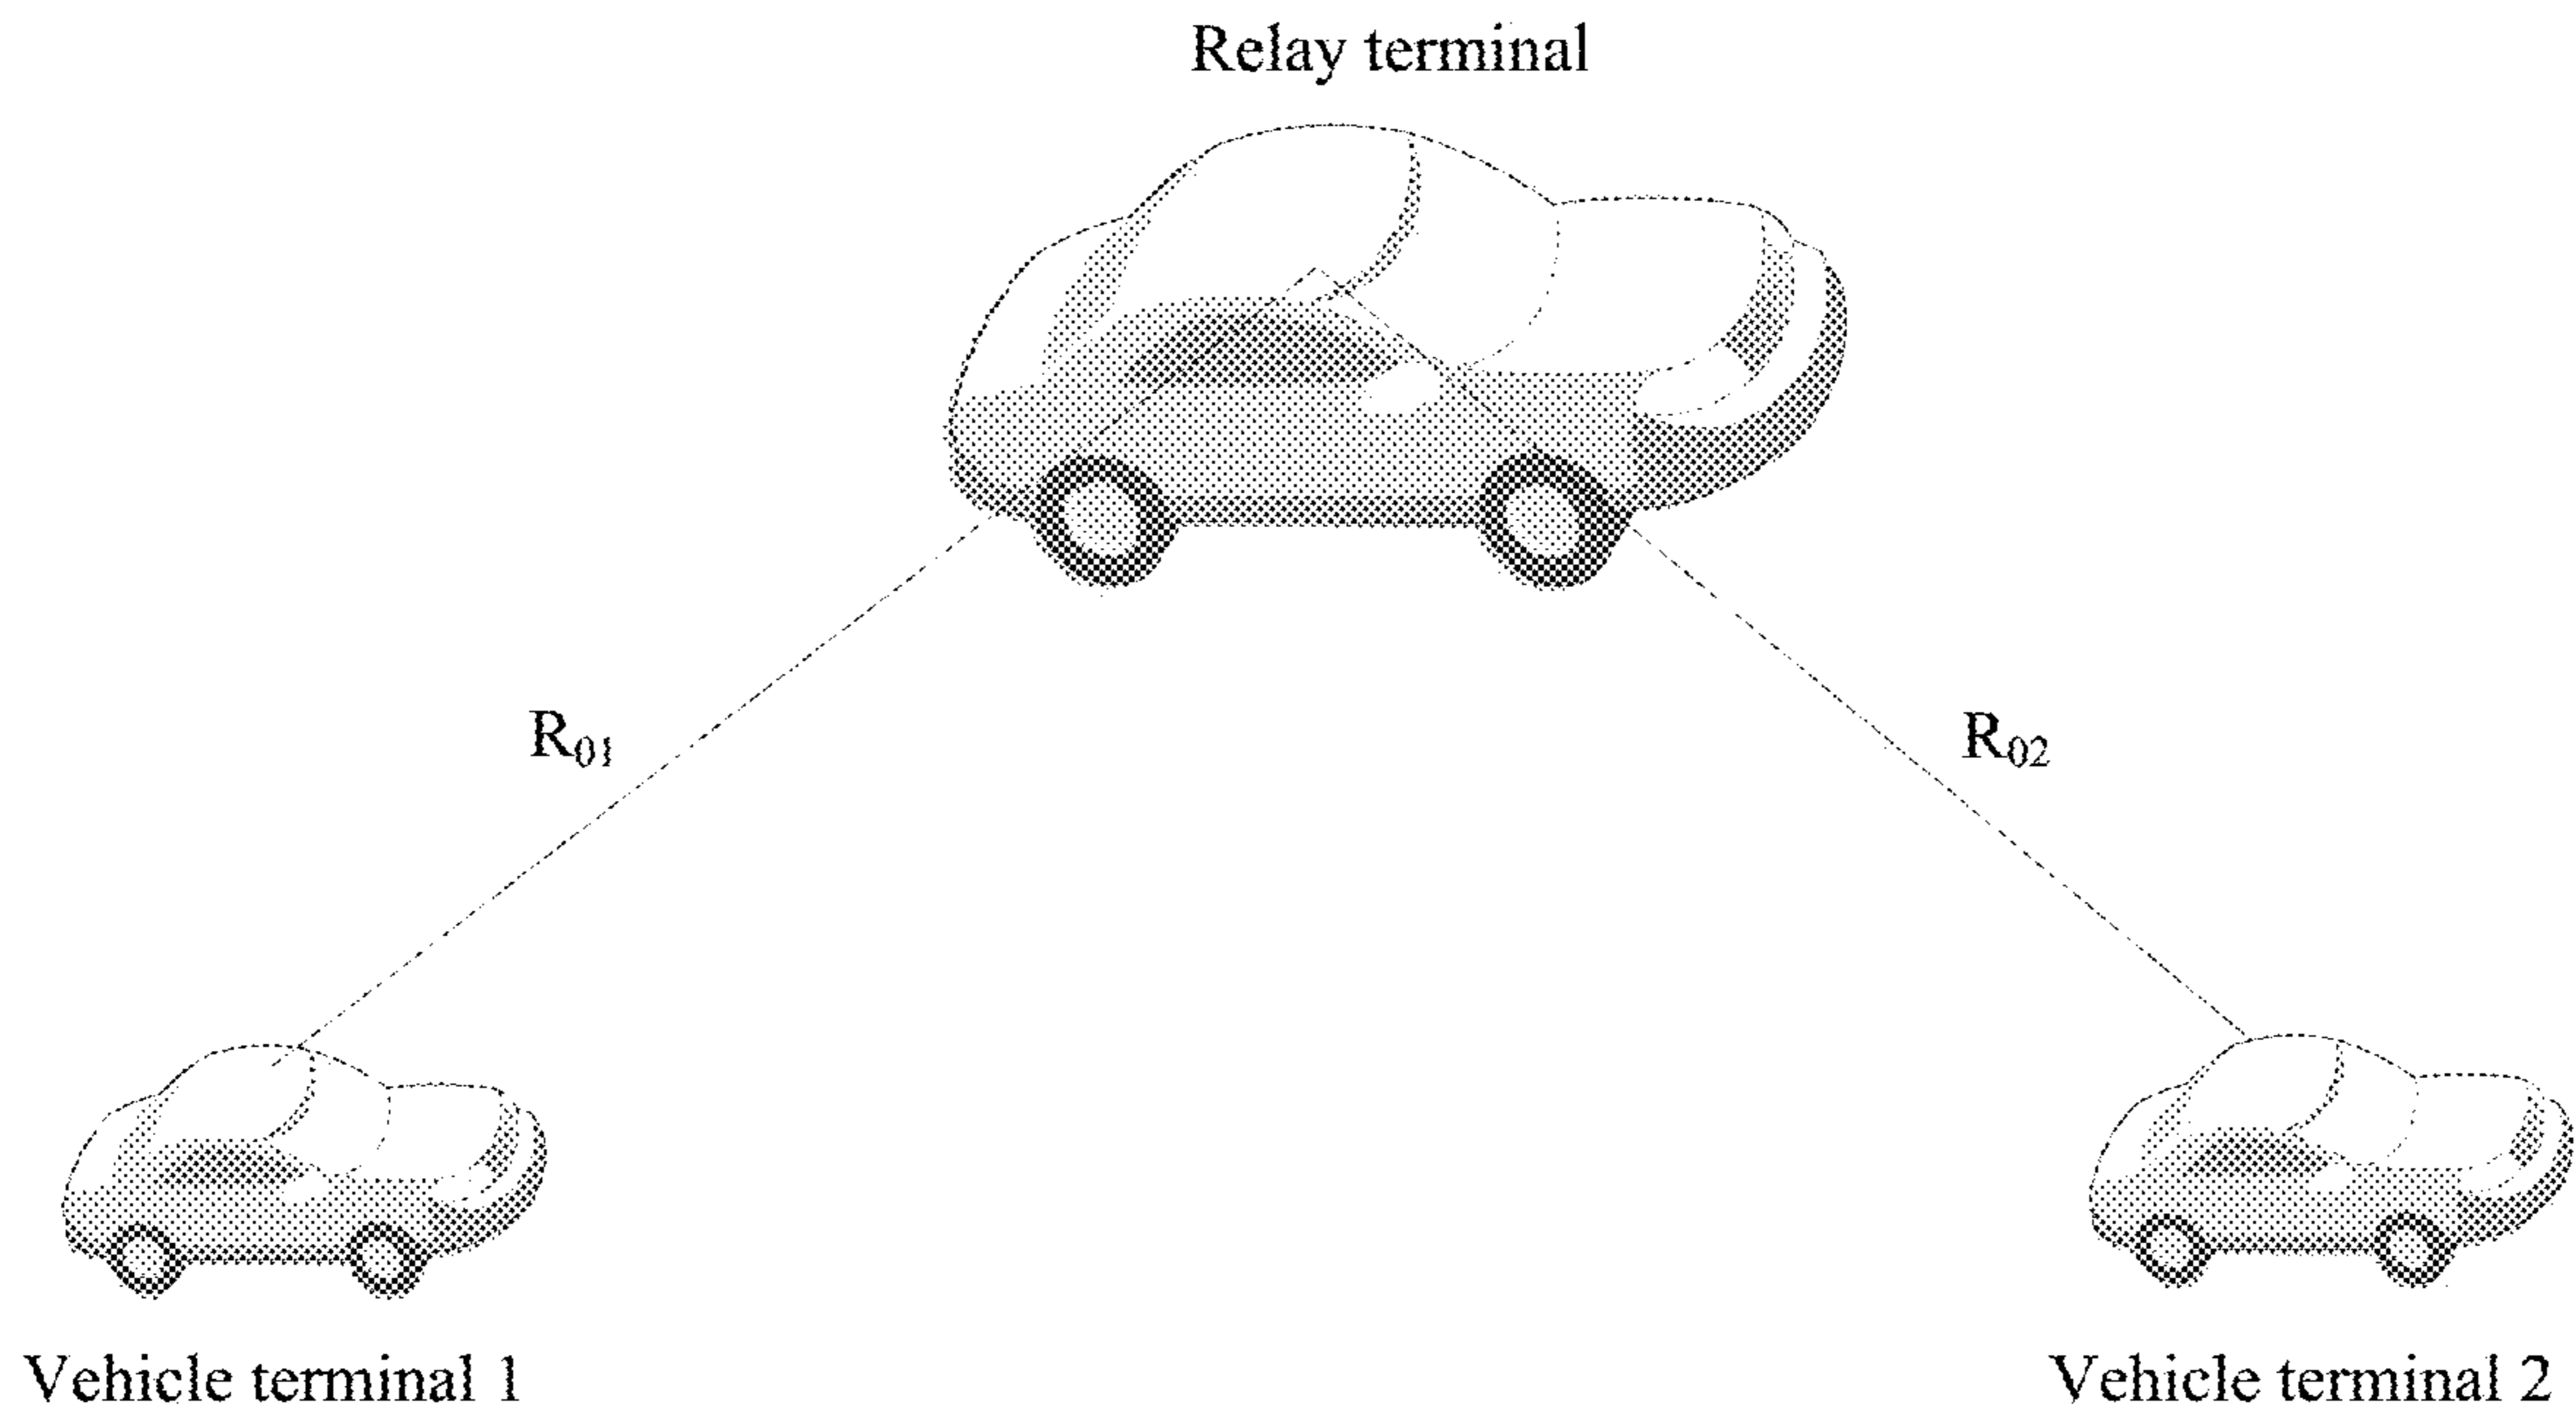 Relay terminal
R₀₁
R₀₂
Vehicle terminal 1
Vehicle terminal 2